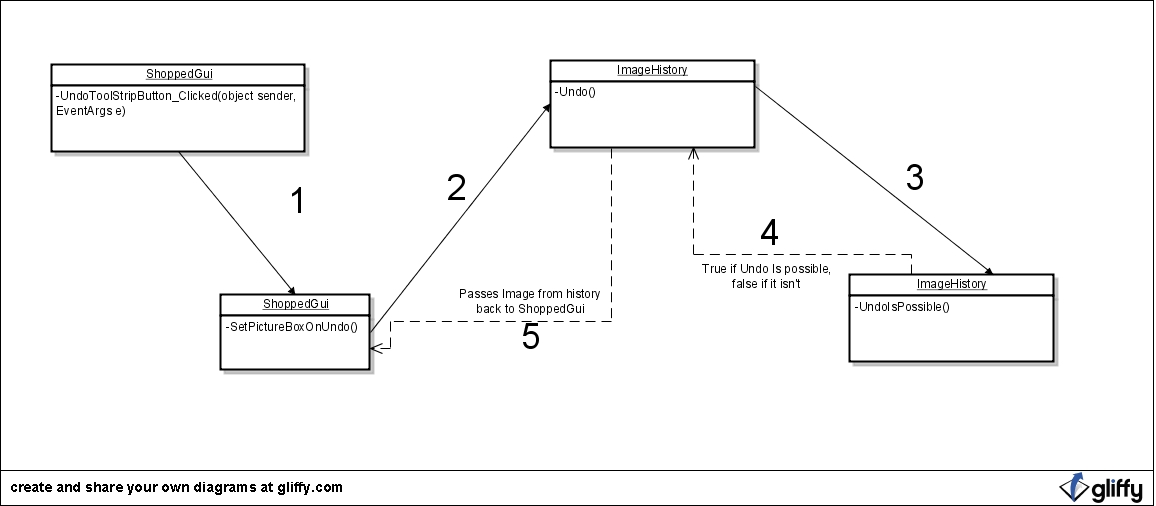 ShoppedGui
-UndoToolStripButton_Clicked(object sender,
EventArgs e)
ImageHistory
-Undo()
1
2
3
4
True if Undo Is possible,
false if it isn't
ImageHistory
-UndoIsPossible()
ShoppedGui
-SetPictureBoxOnUndo()
Passes Image from history
back to ShoppedGui
5
create and share your own diagrams at gliffy.com
gliffy